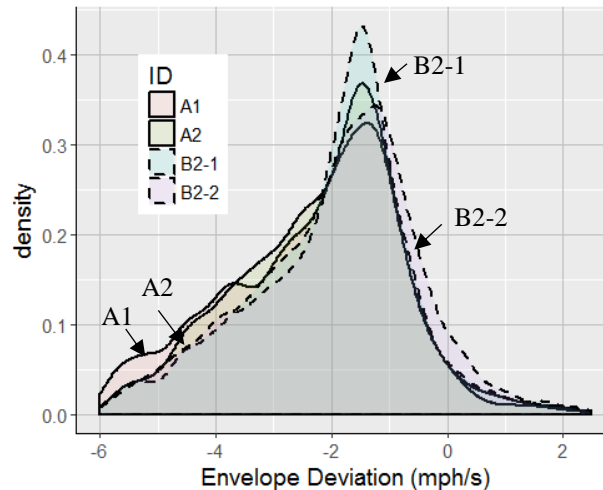 0.4
0.3
0.2
0.1
0.0
density
ID
A1
A2
B2-1
B2-2
B2-1
B2-2
A2
A1
-6 -4 -2 0 2
Envelope Deviation (mph/s)